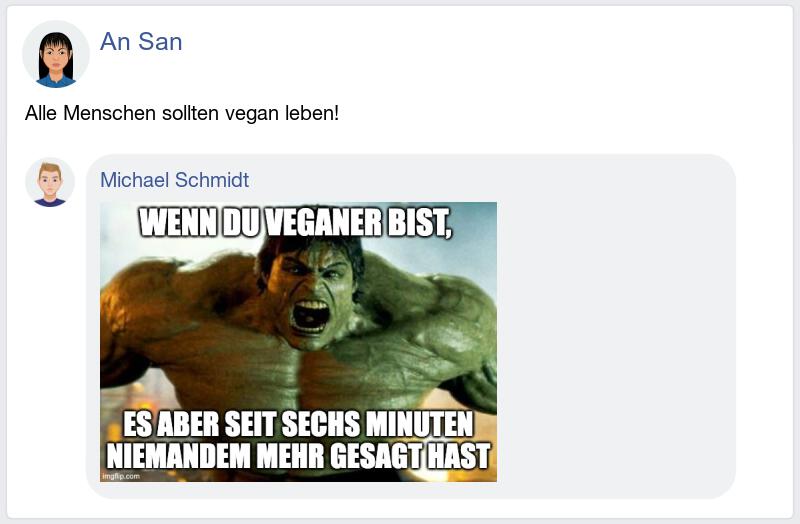 An San
Alle Menschen sollten vegan leben!
Michael Schmidt
WENN DU VEGANER BIST,
ES ABER SEIT SECHS MINUTEN
NIEMANDEM MEHR GESAGT HAST
imgflip.com